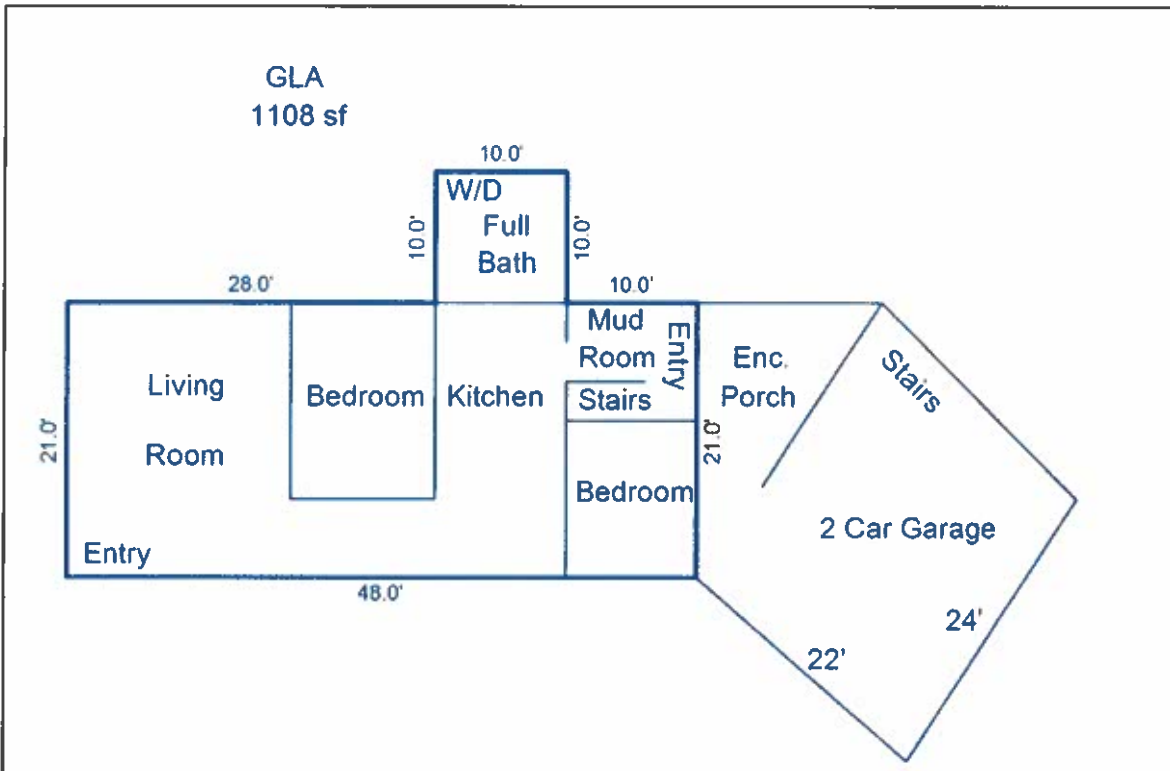 GLA
1108 sf
10.0'
W/D
Full
Bath
10.0'
10.0'
28.0'
10.0'
Mud
Room
Entry
Enc.
Porch
Stairs
Living
Room
Bedroom
Kitchen
Stairs
21.0'
21.0'
Bedroom
2 Car Garage
Entry
48.0'
22'
24'